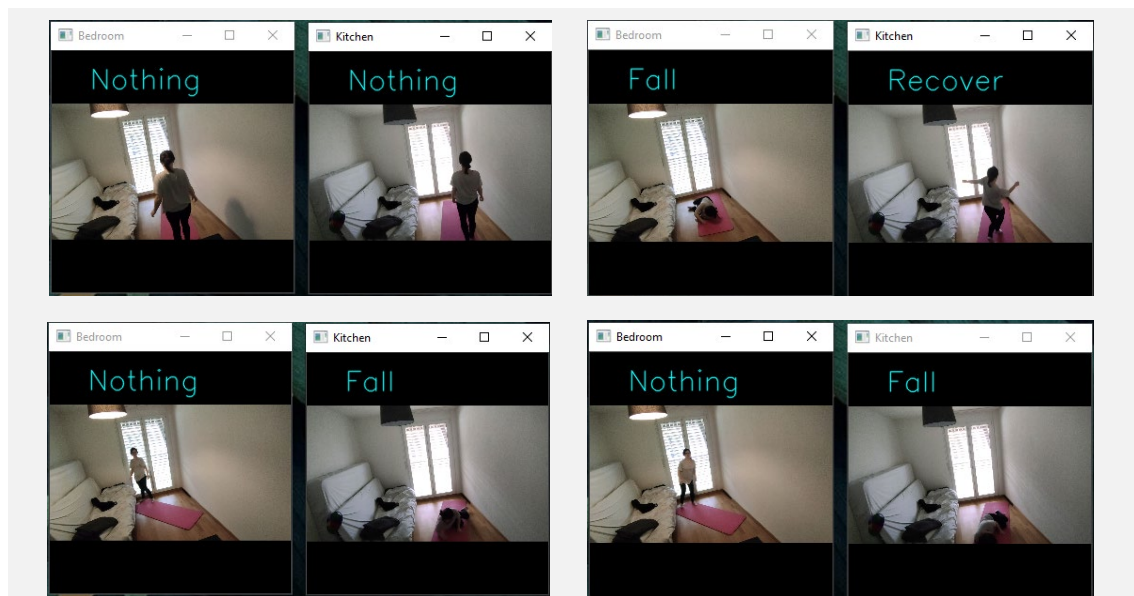 Bedroom
Kitchen
Nothing
Nothing
Bedroom
Kitchen
Fall
Recover
Bedroom
Kitchen
Nothing
Fall
Bedroom
Kitchen
Nothing
Fall